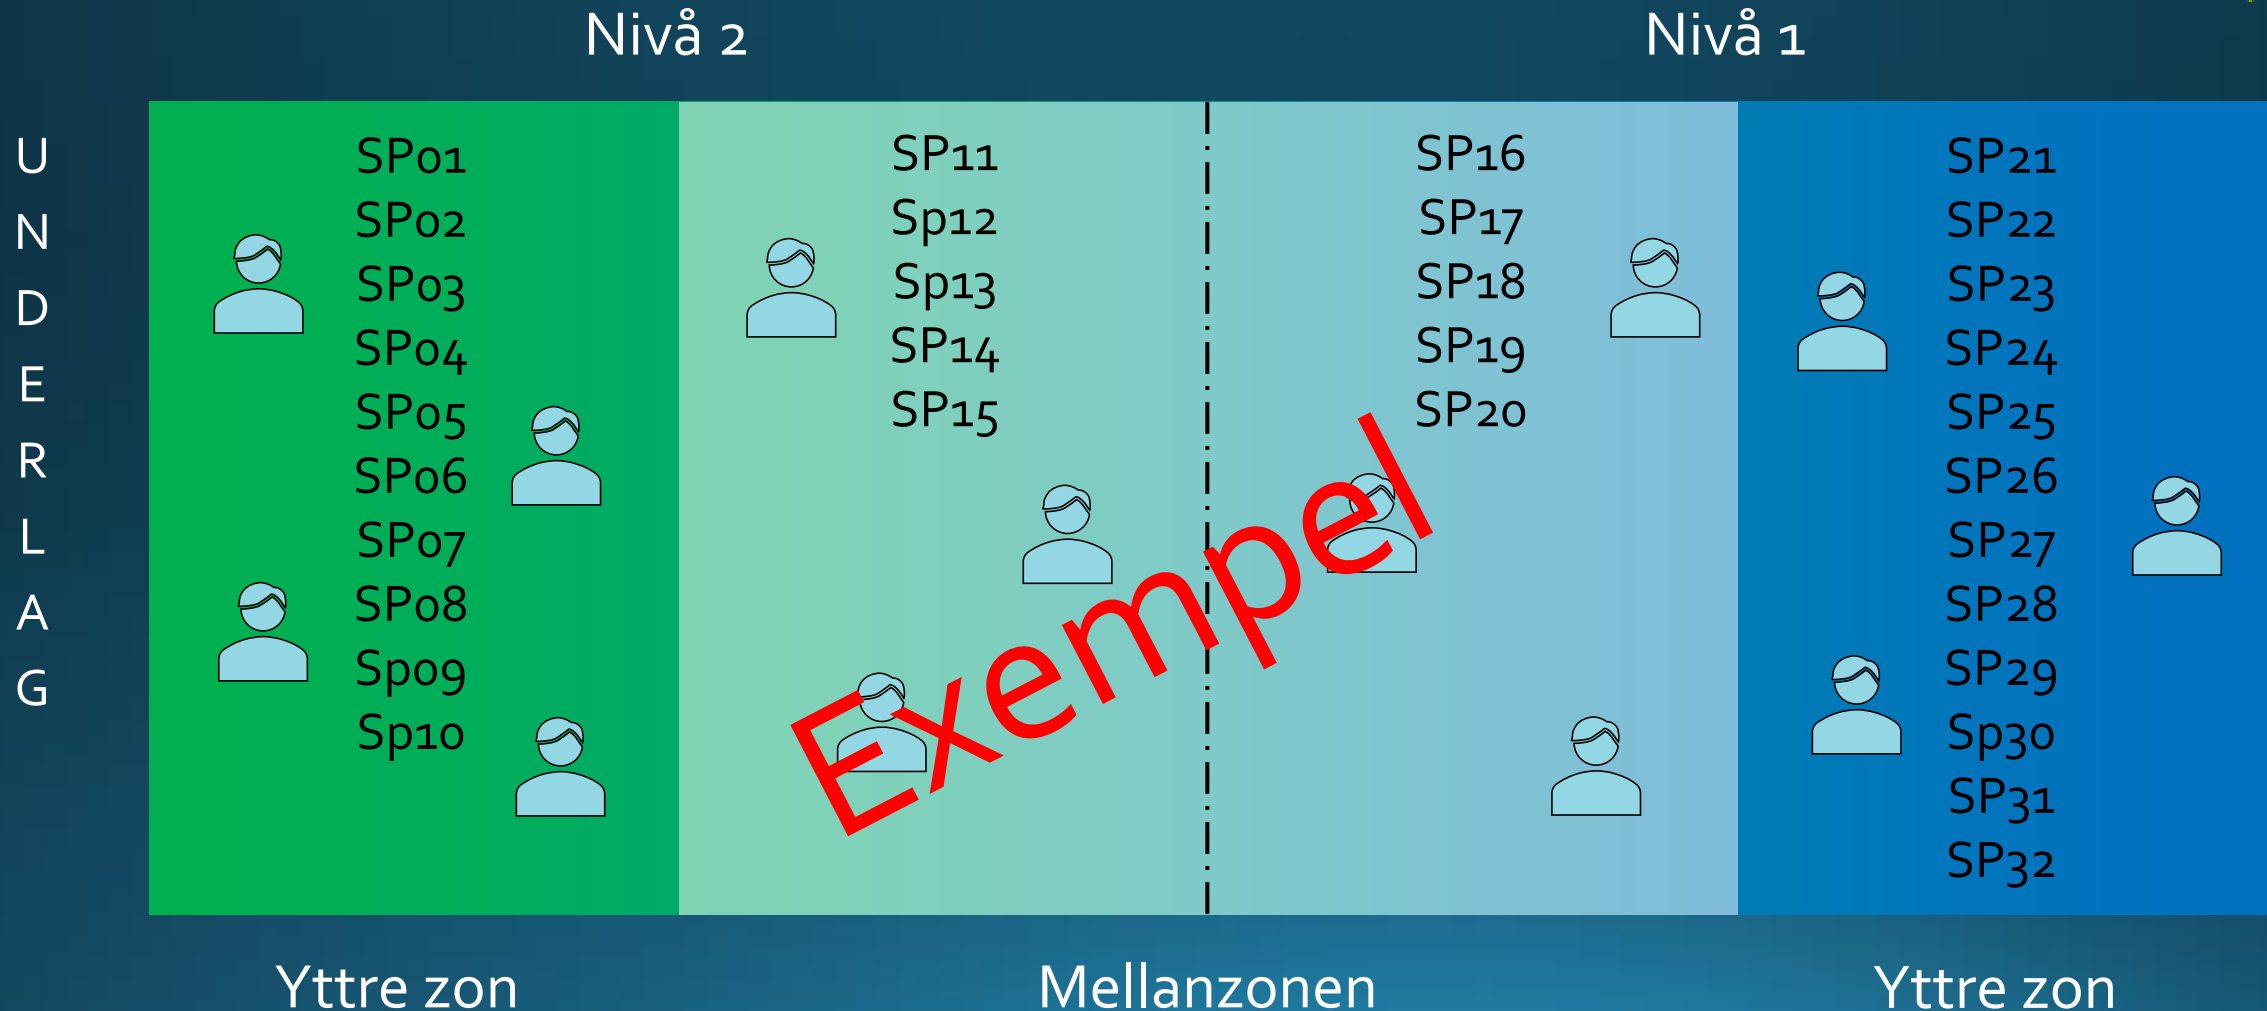 Nivå 2
Nivå 1
UNDERLAG
SP01
SP02
SP03
SP04
SP05
SP06
SP07
SP08
Sp09
Sp10
SP11
Sp12
Sp13
SP14
SP15
SP16
SP17
SP18
SP19
SP20
SP21
SP22
SP23
SP24
SP25
SP26
SP27
SP28
SP29
Sp30
SP31
SP32
Exempel
Yttre zon
Mellanzonen
Yttre zon